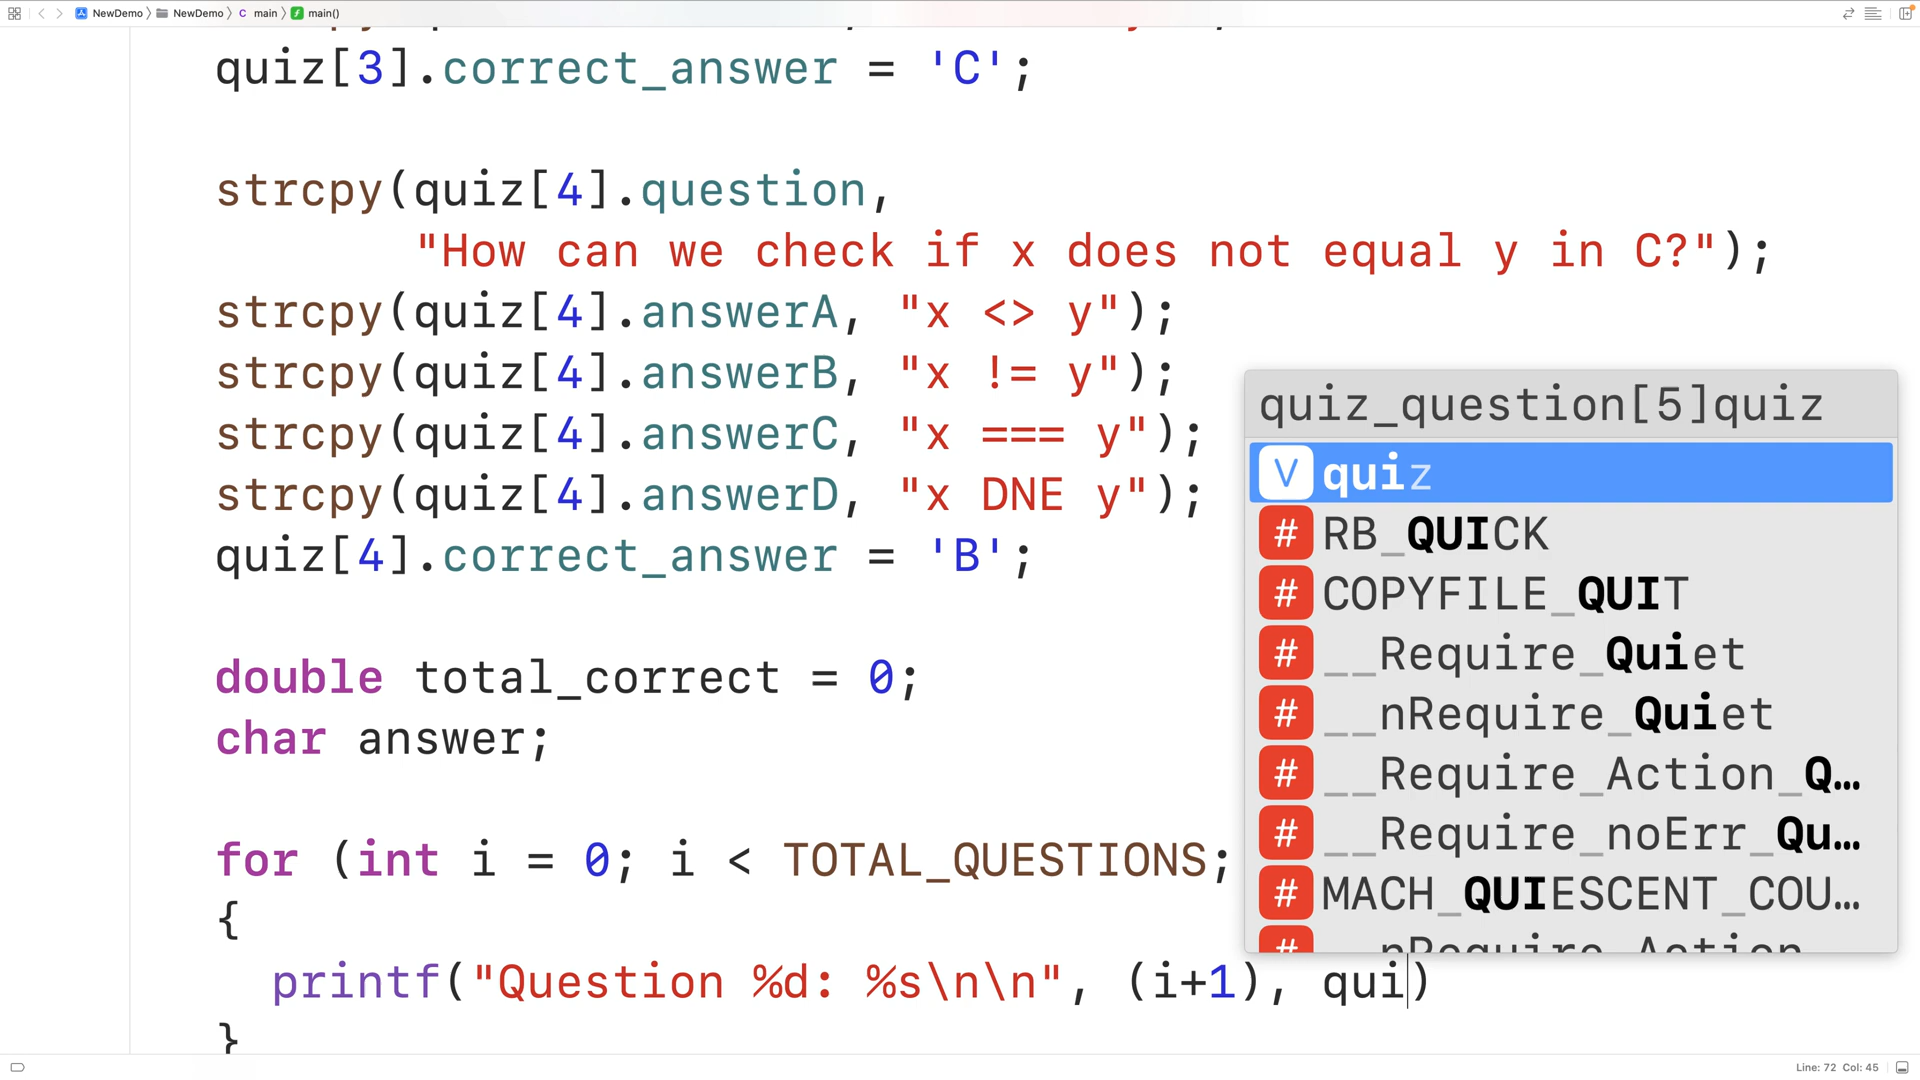 NewDemo
NewDemo
C main
f main()
quiz[3].correct_answer = 'C';
strcpy(quiz[4].question,
"How can we check if x does not equal y in C?");
strcpy(quiz[4].answerA, "x <> y");
strcpy(quiz[4].answerB, "x != y");
strcpy(quiz[4].answerC, "x === y");
strcpy(quiz[4].answerD, "x DNE y");
quiz[4].correct_answer = 'B';
double total_correct = 0;
char answer;
for (int i = 0; i < TOTAL_QUESTIONS;
{
printf("Question %d: %s\n\n", (i+1), qui)
}
quiz_question[5]quiz
V quiz
# RB_QUICK
# COPYFILE_QUIT
# __Require_Quiet
# __nRequire_Quiet
# __Require_Action_Q…
# __Require_noErr_Qu…
# MACH_QUIESCENT_COU…
# __nRequire_Action
Line: 72 Col: 45